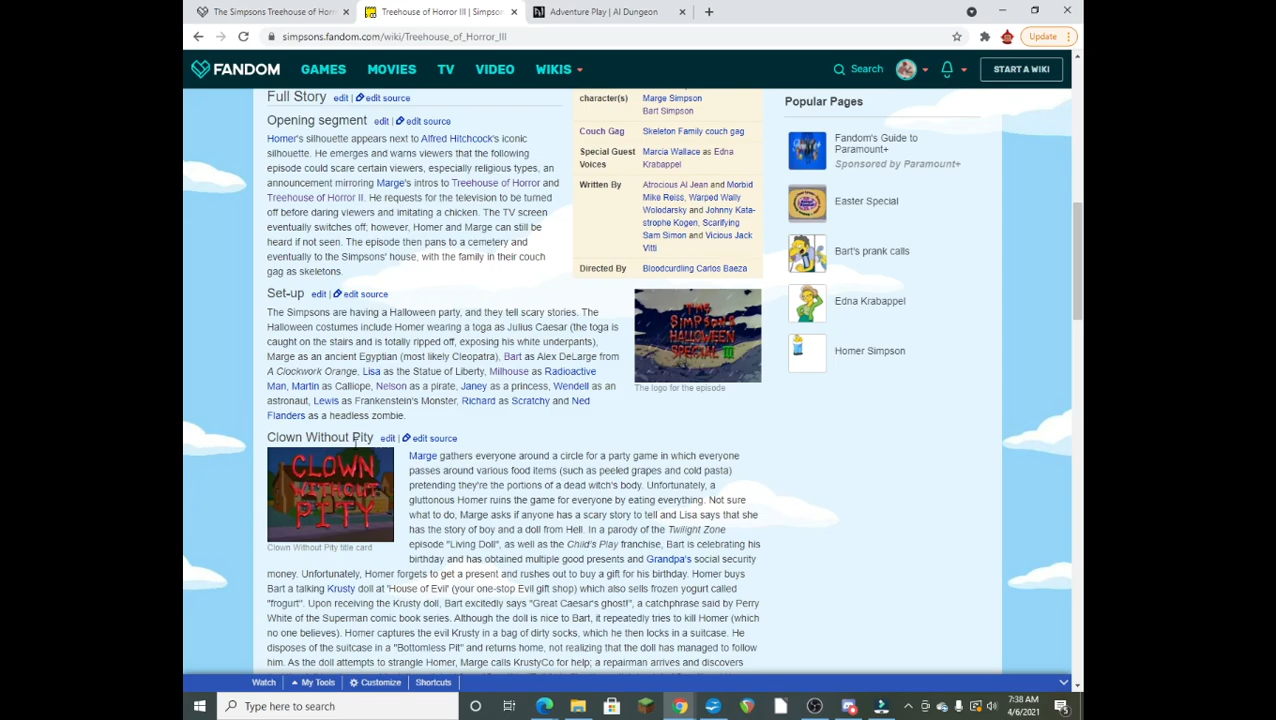 The Simpsons Treehouse of Hor
Treehouse of Horror III | Simpso
Adventure Play | AI Dungeon
simpsons.fandom.com/wiki/Treehouse_of_Horror_III
Update
FANDOM GAMES MOVIES TV VIDEO WIKIS Search START A WIKI
Full Story edit | edit source
Opening segment edit | edit source
Homer's silhouette appears next to Alfred Hitchcock's iconic
silhouette. He emerges and warns viewers that the following
episode could scare certain viewers, especially religious types, an
announcement mirroring Marge's intros to Treehouse of Horror and
Treehouse of Horror II. He requests for the television to be turned
off before daring viewers and imitating a chicken. The TV screen
eventually switches off; however, Homer and Marge can still be
heard if not seen. The episode then pans to a cemetery and
eventually to the Simpsons' house, with the family in their couch
gag as skeletons.
character(s) Marge Simpson
Bart Simpson
Couch Gag Skeleton Family couch gag
Special Guest Marcia Wallace as Edna
Voices Krabappel
Written By Atrocious Al Jean and Morbid
Mike Reiss, Warped Wally
Wolodarsky and Johnny Kata-
strophe Kogen, Scarifying
Sam Simon and Vicious Jack
Vitti
Directed By Bloodcurdling Carlos Baeza
Popular Pages
Fandom's Guide to
Paramount+
Sponsored by Paramount+
Easter Special
Bart's prank calls
Edna Krabappel
Homer Simpson
Set-up edit | edit source
The Simpsons are having a Halloween party, and they tell scary stories. The
Halloween costumes include Homer wearing a toga as Julius Caesar (the toga is
caught on the stairs and is totally ripped off, exposing his white underpants),
Marge as an ancient Egyptian (most likely Cleopatra), Bart as Alex DeLarge from
A Clockwork Orange, Lisa as the Statue of Liberty, Milhouse as Radioactive
Man, Martin as Calliope, Nelson as a pirate, Janey as a princess, Wendell as an
astronaut, Lewis as Frankenstein's Monster, Richard as Scratchy and Ned
Flanders as a headless zombie.
THE
SIMPSONS
HALLOWEEN
SPECIAL III
The logo for the episode
Clown Without Pity edit | edit source
CLOWN
WITHOUT
PITY
Clown Without Pity title card
Marge gathers everyone around a circle for a party game in which everyone
passes around various food items (such as peeled grapes and cold pasta)
pretending they're the portions of a dead witch's body. Unfortunately, a
gluttonous Homer ruins the game for everyone by eating everything. Not sure
what to do, Marge asks if anyone has a scary story to tell and Lisa says that she
has the story of boy and a doll from Hell. In a parody of the Twilight Zone
episode "Living Doll", as well as the Child's Play franchise, Bart is celebrating his
birthday and has obtained multiple good presents and Grandpa's social security
money. Unfortunately, Homer forgets to get a present and rushes out to buy a gift for his birthday. Homer buys
Bart a talking Krusty doll at 'House of Evil' (your one-stop Evil gift shop) which also sells frozen yogurt called
"frogurt". Upon receiving the Krusty doll, Bart excitedly says "Great Caesar's ghost!", a catchphrase said by Perry
White of the Superman comic book series. Although the doll is nice to Bart, it repeatedly tries to kill Homer (which
no one believes). Homer captures the evil Krusty in a bag of dirty socks, which he then locks in a suitcase. He
disposes of the suitcase in a "Bottomless Pit" and returns home, not realizing that the doll has managed to follow
him. As the doll attempts to strangle Homer, Marge calls KrustyCo for help; a repairman arrives and discovers
Watch My Tools Customize Shortcuts
Type here to search
7:38 AM
4/6/2021
5